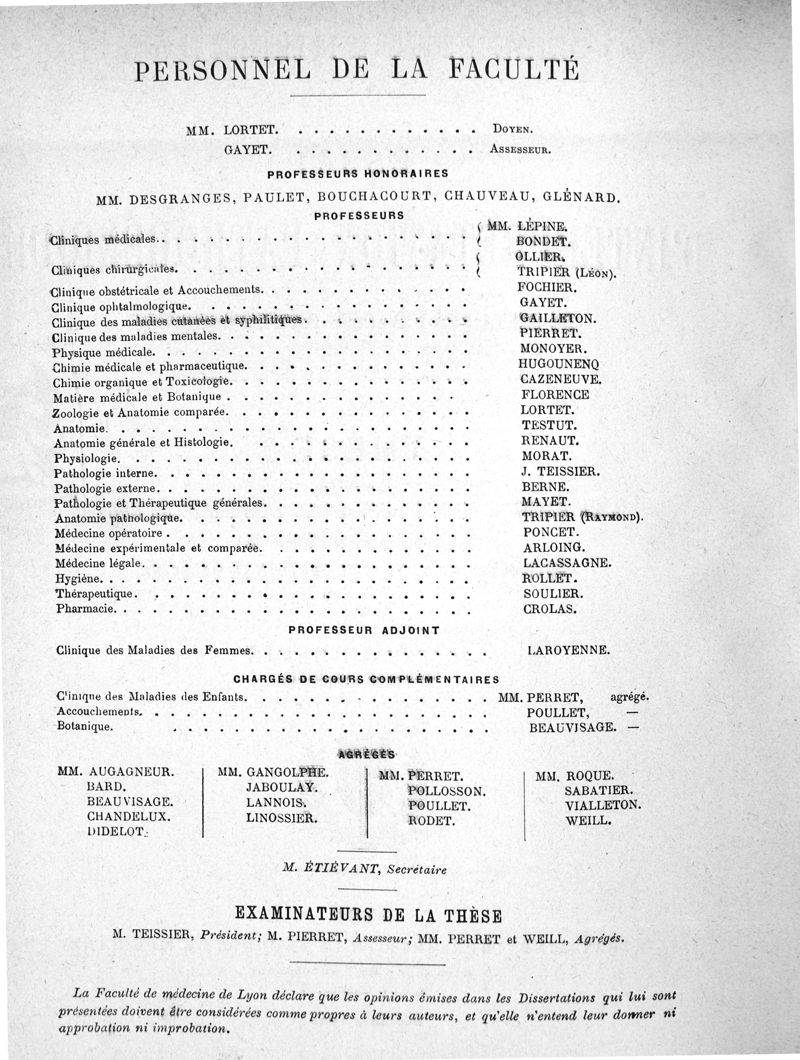 PERSONNEL DE LA FACULTÉ
MM. LORTET. . . . . . . . . . . . . DOYEN.
GAYET. . . . . . . . . . . . . ASSESSEUR.
PROFESSEURS HONORAIRES
MM. DESGRANGES, PAULET, BOUCHACOURT, CHAUVEAU, GLÉNARD.
PROFESSEURS
Cliniques médicales. . . . . . . . . . { MM. LÉPINE.
BONDET.
Cliniques chirurgicales. . . . . . . . . . { OLLIER.
TRIPIER (LÉON).
Clinique obstétricale et Accouchements. . . . . . . . . . FOCHIER.
Clinique ophtalmologique. . . . . . . . . . GAYET.
Clinique des maladies cutanées et syphilitiques. . . . . . . . . . GAILLETON.
Clinique des maladies mentales. . . . . . . . . . PIERRET.
Physique médicale. . . . . . . . . . MONOYER.
Chimie médicale et pharmaceutique. . . . . . . . . . HUGOUNENQ
Chimie organique et Toxicologie. . . . . . . . . . CAZENEUVE.
Matière médicale et Botanique . . . . . . . . . . FLORENCE
Zoologie et Anatomie comparée. . . . . . . . . . LORTET.
Anatomie. . . . . . . . . . TESTUT.
Anatomie générale et Histologie. . . . . . . . . . RENAUT.
Physiologie. . . . . . . . . . MORAT.
Pathologie interne. . . . . . . . . . J. TEISSIER.
Pathologie externe. . . . . . . . . . BERNE.
Pathologie et Thérapeutique générales. . . . . . . . . . MAYET.
Anatomie pathologique. . . . . . . . . . TRIPIER (RAYMOND).
Médecine opératoire . . . . . . . . . . PONCET.
Médecine expérimentale et comparée. . . . . . . . . . ARLOING.
Médecine légale. . . . . . . . . . LACASSAGNE.
Hygiène. . . . . . . . . . ROLLET.
Thérapeutique. . . . . . . . . . SOULIER.
Pharmacie. . . . . . . . . . CROLAS.
PROFESSEUR ADJOINT
Clinique des Maladies des Femmes. . . . . . . . . . LAROYENNE.
CHARGÉS DE COURS COMPLÉMENTAIRES
Clinique des Maladies des Enfants. . . . . . . . . . MM. PERRET, agrégé.
Accouchements. . . . . . . . . . POULLET, —
Botanique. . . . . . . . . . BEAUVISAGE. —
AGRÉGÉS
MM. AUGAGNEUR.
BARD.
BEAUVISAGE.
CHANDELUX.
DIDELOT.
MM. GANGOLPHE.
JABOULAY.
LANNOIS.
LINOSSIER.
MM. PERRET.
POLLOSSON.
POULLET.
RODET.
MM. ROQUE.
SABATIER.
VIALLETON.
WEILL.
M. ÉTIÉVANT, Secrétaire
EXAMINATEURS DE LA THÈSE
M. TEISSIER, Président; M. PIERRET, Assesseur; MM. PERRET et WEILL, Agrégés.
La Faculté de médecine de Lyon déclare que les opinions émises dans les Dissertations qui lui sont
présentées doivent être considérées comme propres à leurs auteurs, et qu'elle n'entend leur donner ni
approbation ni improbation.